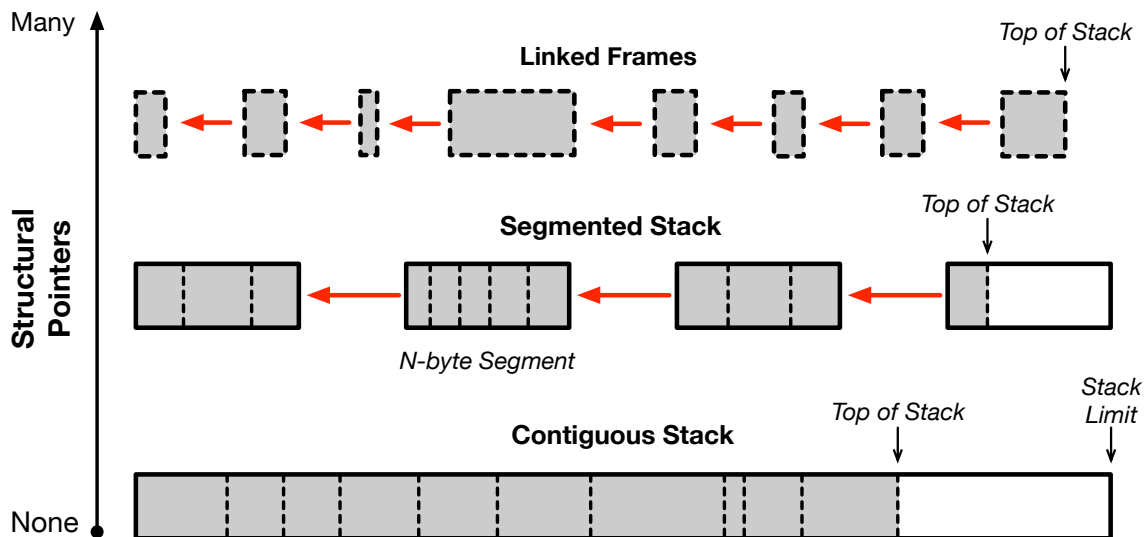 Many
Top of Stack
Linked Frames
Top of Stack
Segmented Stack
Structural
Pointers
N-byte Segment
Stack
Limit
Top of Stack
Contiguous Stack
None